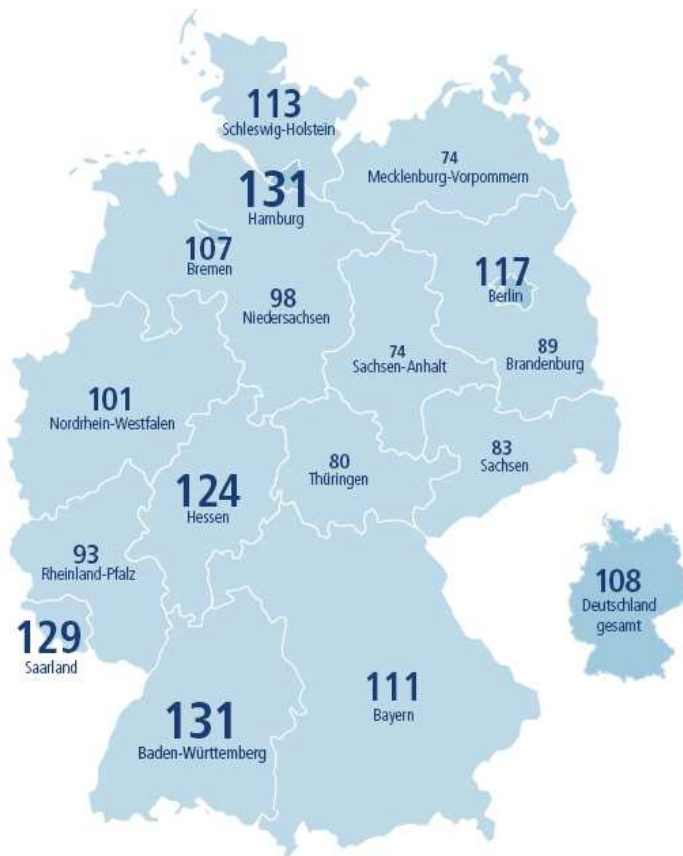 113
Schleswig-Holstein
74
Mecklenburg-Vorpommern
131
Hamburg
107
Bremen
117
Berlin
98
Niedersachsen
74
Sachsen-Anhalt
89
Brandenburg
101
Nordrhein-Westfalen
83
Sachsen
80
Thüringen
124
Hessen
93
Rheinland-Pfalz
108
Deutschland
gesamt
129
Saarland
111
Bayern
131
Baden-Württemberg